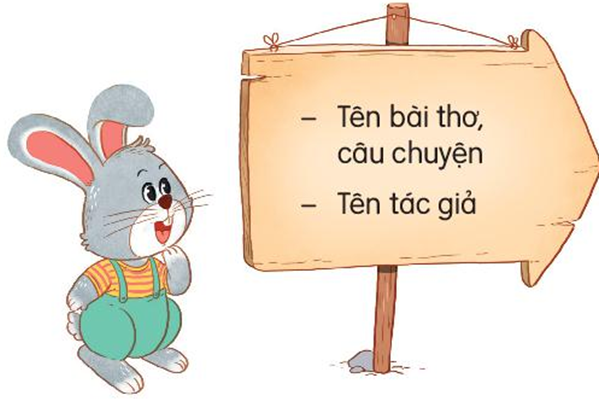 – Tên bài thơ,
câu chuyện
– Tên tác giả